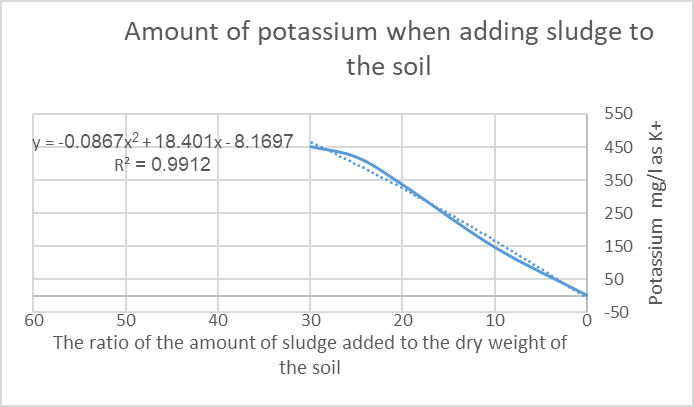 Amount of potassium when adding sludge to
the soil
y = -0.0867x² + 18.401x - 8.1697
R² = 0.9912
550
450
350
250
150
50
-50
Potassium mg/l as K+
60 50 40 30 20 10 0
The ratio of the amount of sludge added to the dry weight of
the soil